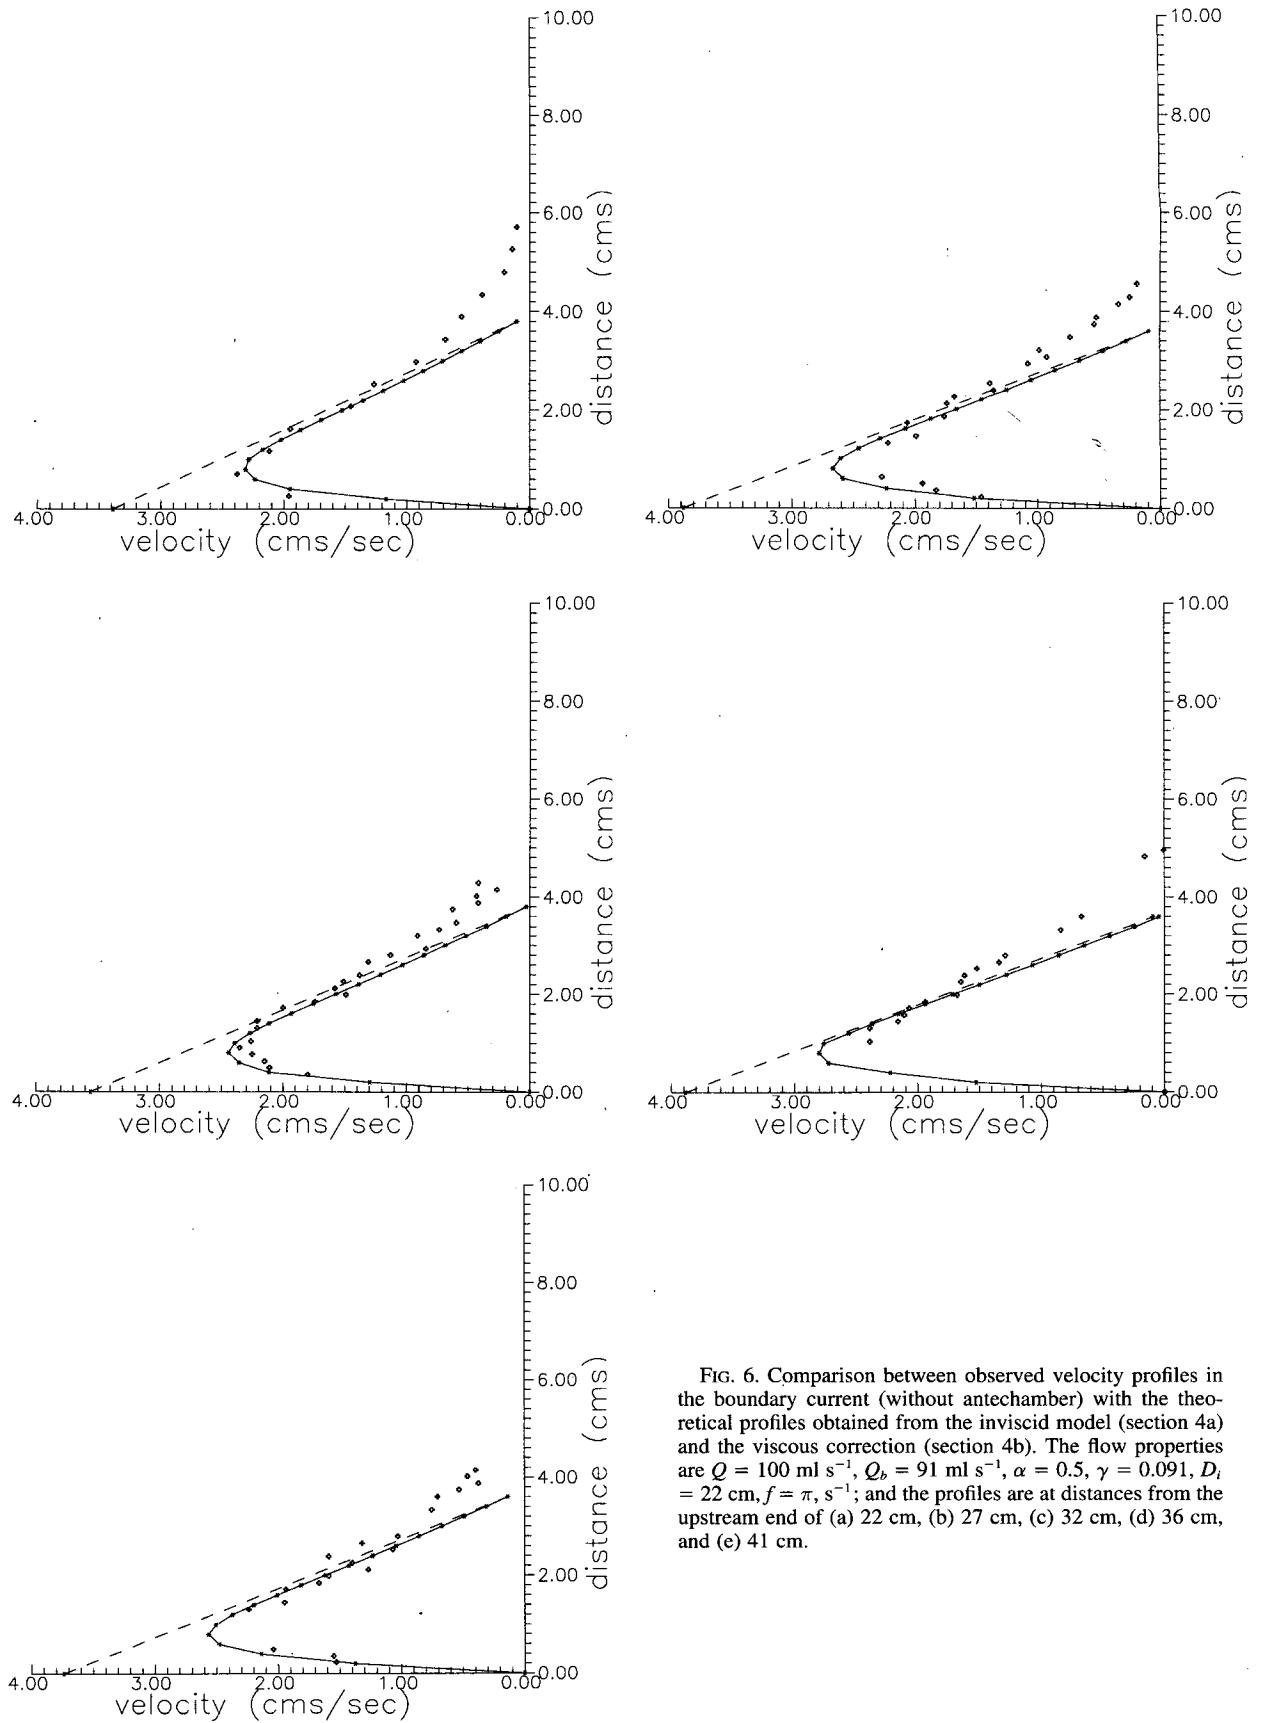 10.00
8.00
6.00
4.00
2.00
0.00
distance (cms)
4.00 3.00 2.00 1.00 0.00
velocity (cms/sec)
10.00
8.00
6.00
4.00
2.00
0.00
distance (cms)
4.00 3.00 2.00 1.00 0.00
velocity (cms/sec)
10.00
8.00
6.00
4.00
2.00
0.00
distance (cms)
4.00 3.00 2.00 1.00 0.00
velocity (cms/sec)
10.00
8.00
6.00
4.00
2.00
0.00
distance (cms)
4.00 3.00 2.00 1.00 0.00
velocity (cms/sec)
10.00
8.00
6.00
4.00
2.00
0.00
distance (cms)
4.00 3.00 2.00 1.00 0.00
velocity (cms/sec)
FIG. 6. Comparison between observed velocity profiles in
the boundary current (without antechamber) with the theo-
retical profiles obtained from the inviscid model (section 4a)
and the viscous correction (section 4b). The flow properties
are Q = 100 ml s⁻¹, Q_b = 91 ml s⁻¹, α = 0.5, γ = 0.091, D_i
= 22 cm, f = π, s⁻¹; and the profiles are at distances from the
upstream end of (a) 22 cm, (b) 27 cm, (c) 32 cm, (d) 36 cm,
and (e) 41 cm.